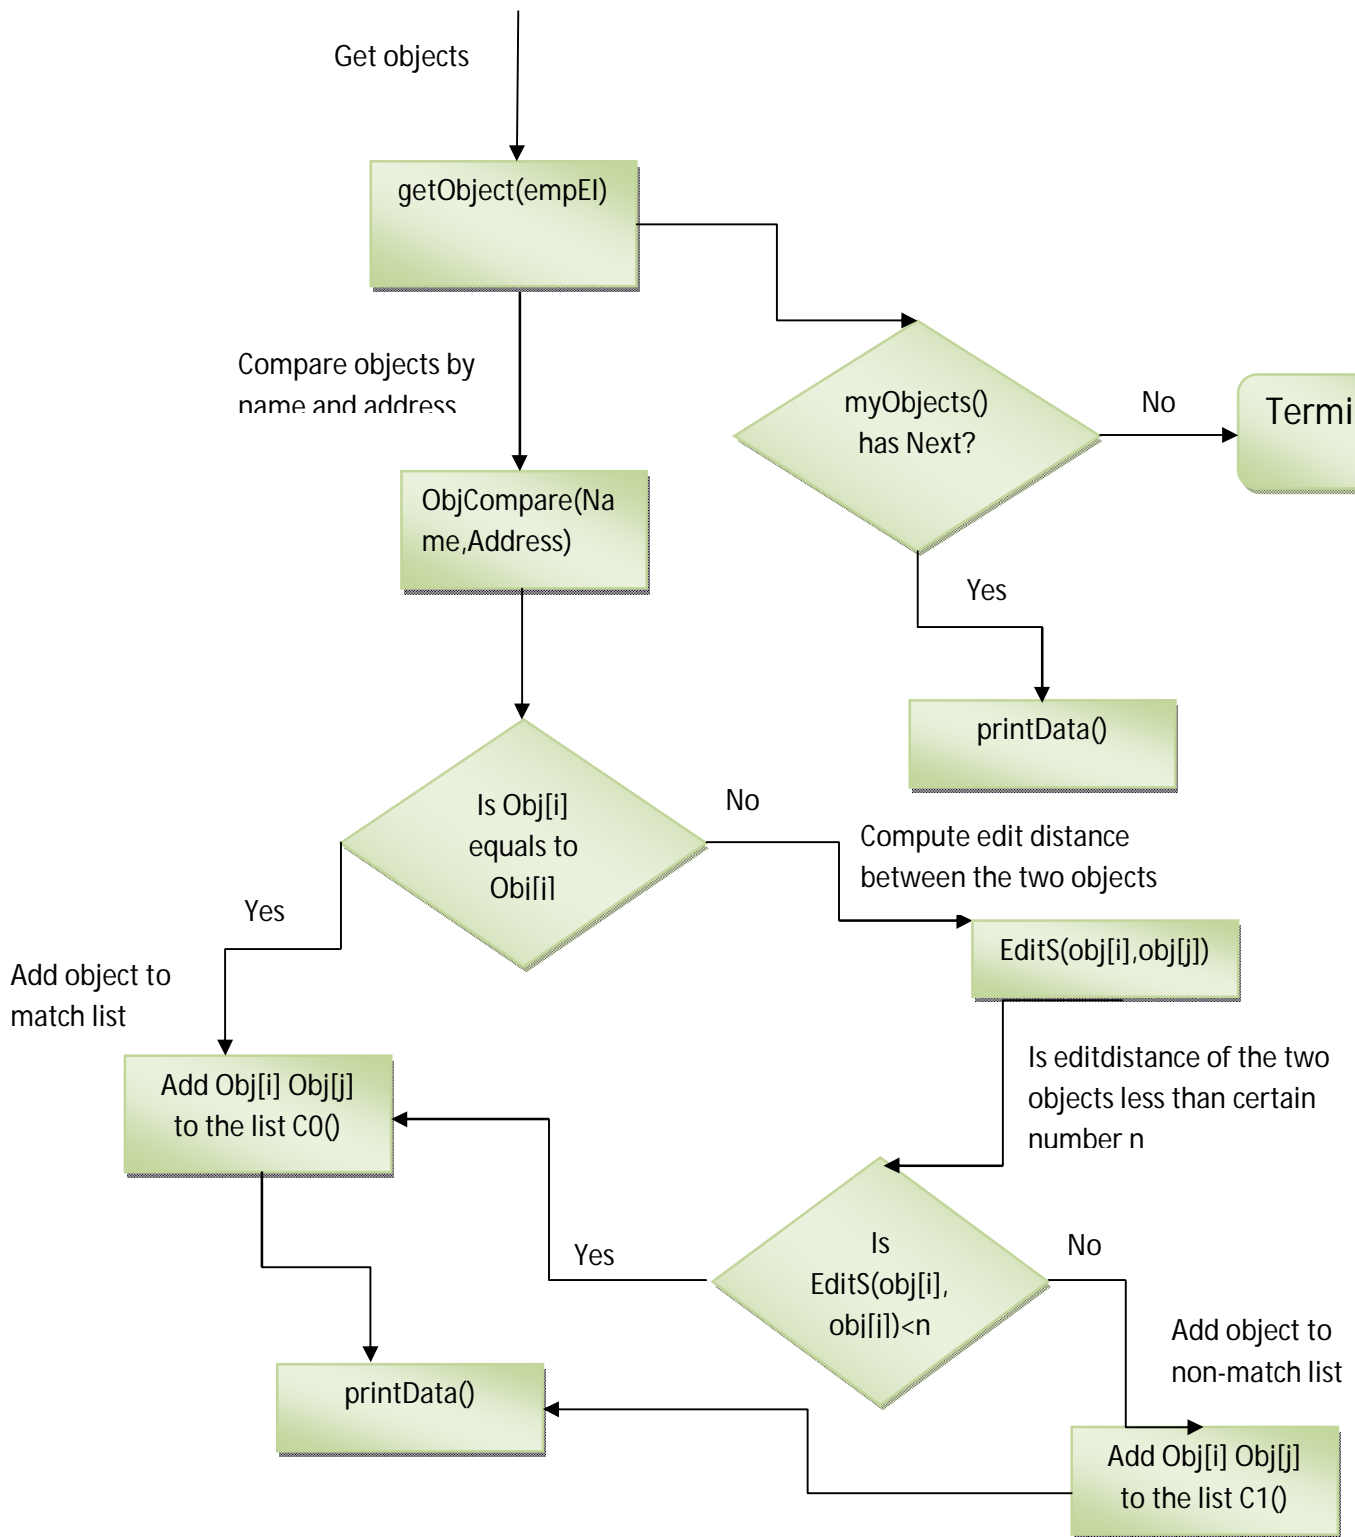 Get objects
getObject(empEI)
Compare objects by
name and address
myObjects()
has Next?
No
Termi
ObjCompare(Na
me,Address)
Yes
printData()
Is Obj[i]
equals to
Obj[j]
No
Compute edit distance
between the two objects
Yes
EditS(obj[i],obj[j])
Add object to
match list
Is editdistance of the two
objects less than certain
number n
Add Obj[i] Obj[j]
to the list C0()
Is
EditS(obj[i],
obj[j])<n
Yes
No
Add object to
non-match list
printData()
Add Obj[i] Obj[j]
to the list C1()